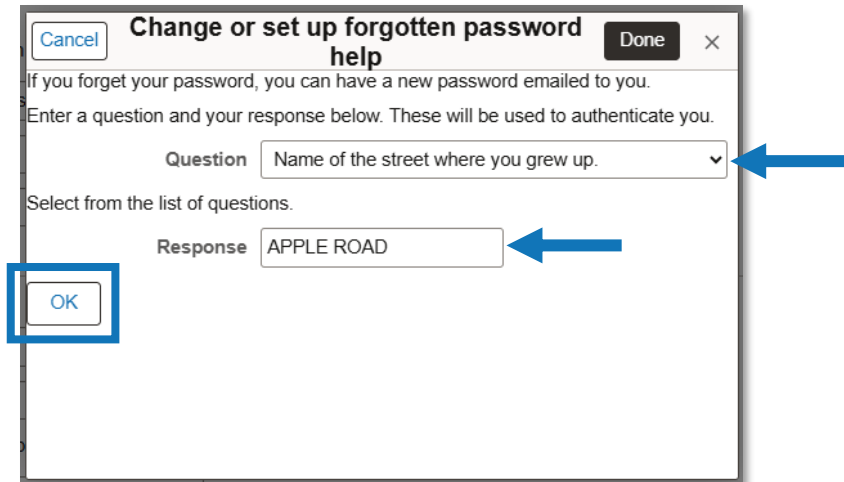 Cancel
Change or set up forgotten password
help
Done
If you forget your password, you can have a new password emailed to you.
Enter a question and your response below. These will be used to authenticate you.
Question Name of the street where you grew up.
Select from the list of questions.
Response APPLE ROAD
OK